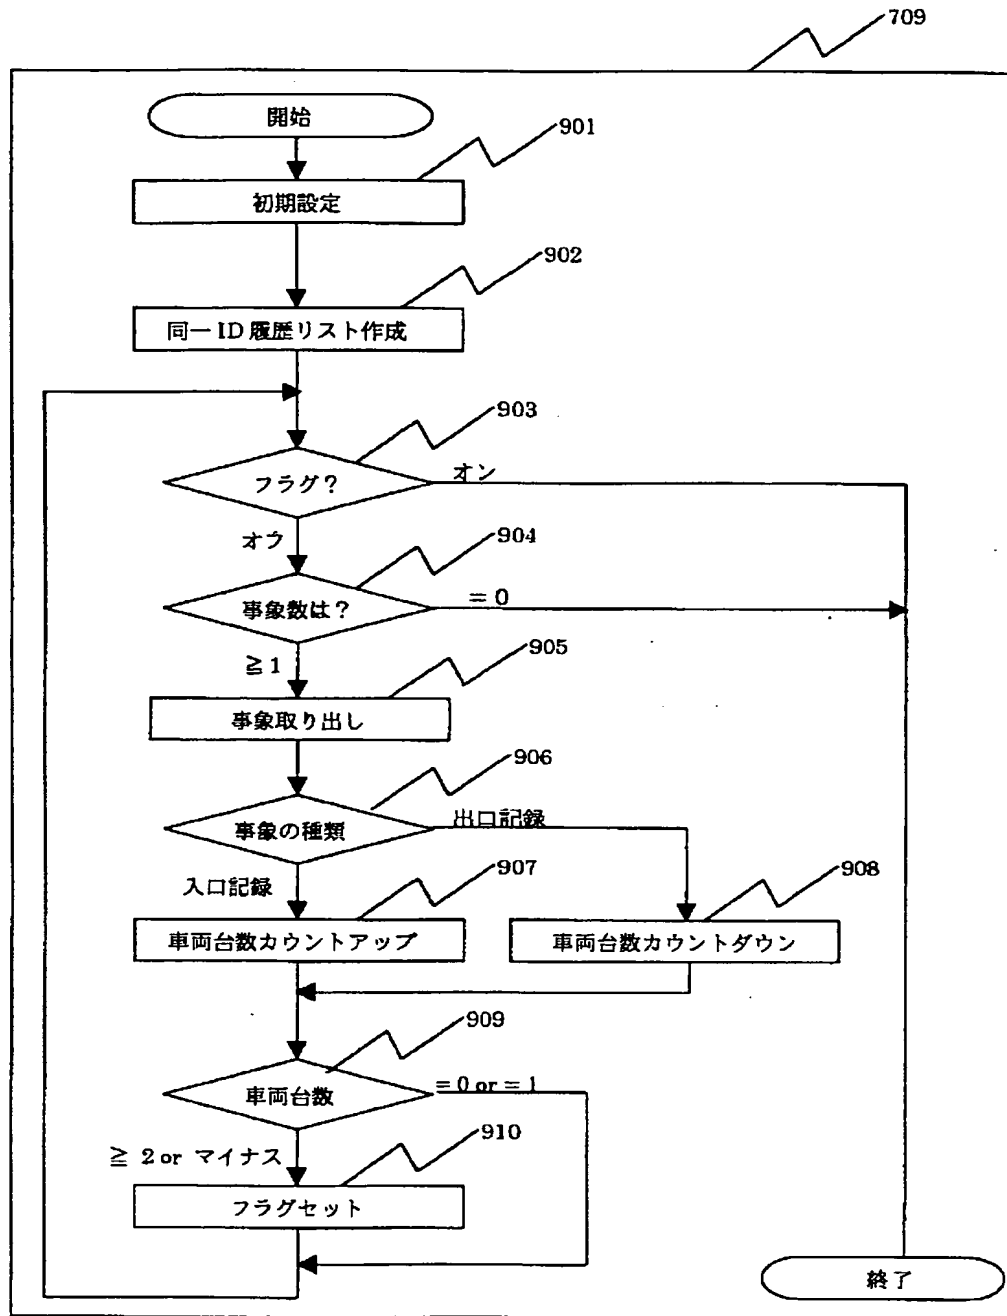 709
開始
901
初期設定
902
同一ID履歴リスト作成
903
フラグ？
オン
オフ
904
事象数は？
= 0
≧1
905
事象取り出し
906
事象の種類
出口記録
入口記録
907
908
車両台数カウントアップ
車両台数カウントダウン
909
車両台数
= 0 or = 1
910
≧ 2 or マイナス
フラグセット
終了